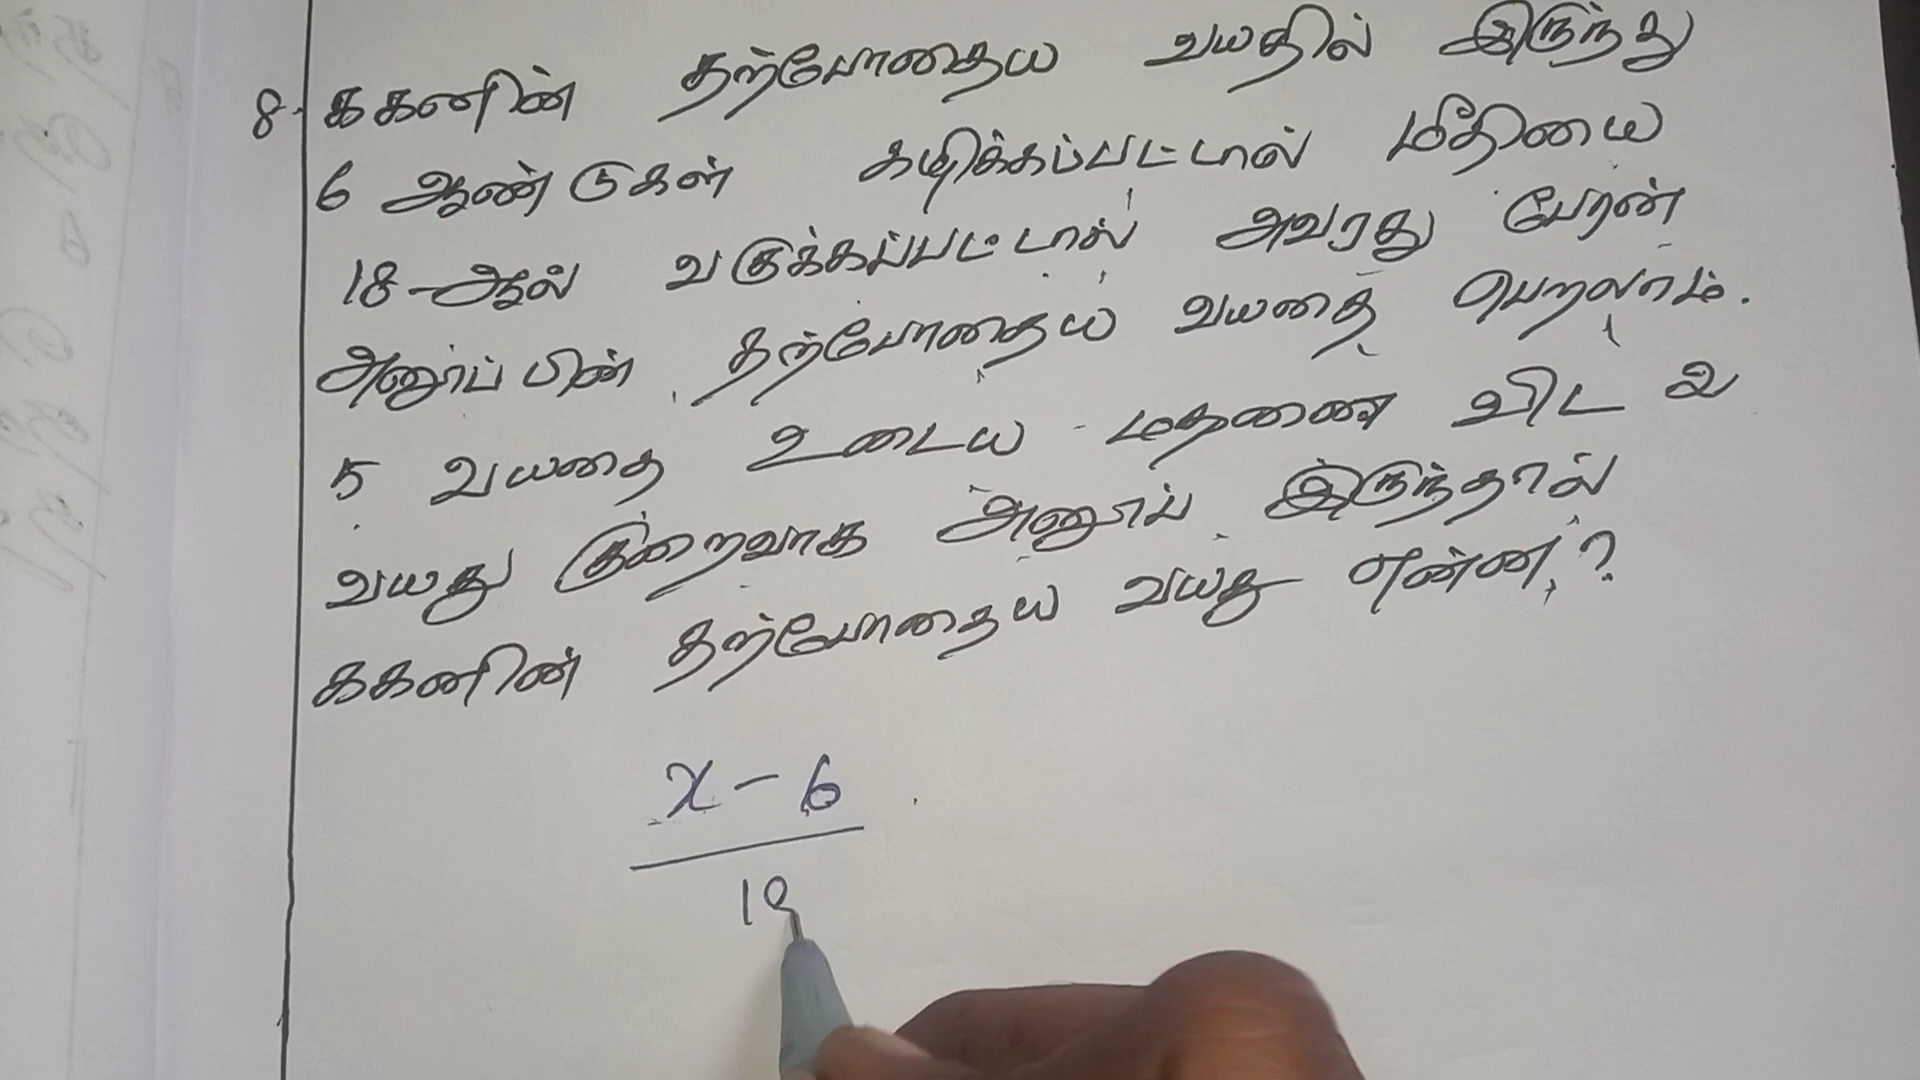 8. ககனின் தற்போதைய வயதில் இருந்து
6 ஆண்டுகள் கழிக்கப்பட்டால் மீதியை
18-ஆல் வகுக்கப்பட்டால் அவரது பேரன்
அனூப்பின் தற்போதைய வயதை பெறலாம்.
5 வயதை உடைய மதனை விட 2
வயது குறைவாக அனூப் இருந்தால்
ககனின் தற்போதைய வயது என்ன?
x - 6
18